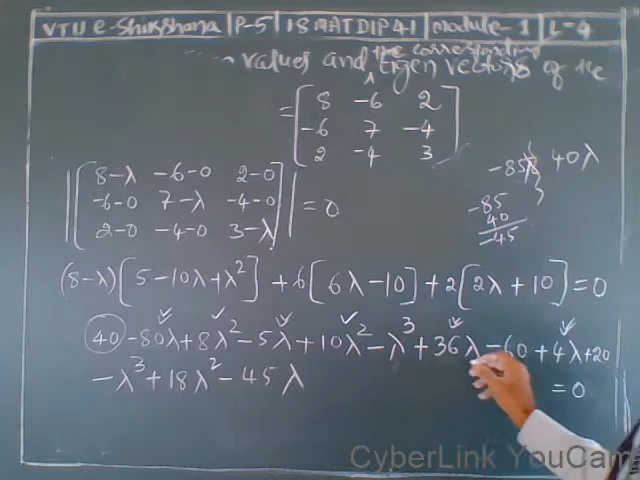 VTU e-Shikshana | P-5 | 18MATDIP41 | Module-1 | L-4
the corresponding
values and ∧ Eigen vectors of the
= [ 8 -6 2
-6 7 -4
2 -4 3 ]
-85λ 40λ
-85
40
-45
| [ 8-λ -6-0 2-0
-6-0 7-λ -4-0
2-0 -4-0 3-λ ] | = 0
(8-λ)[5-10λ+λ²] + 6[6λ-10] + 2[2λ+10] = 0
40 -80λ+8λ²-5λ+10λ²-λ³+36λ-60+4λ+20
-λ³+18λ²-45λ =0
CyberLink YouCam